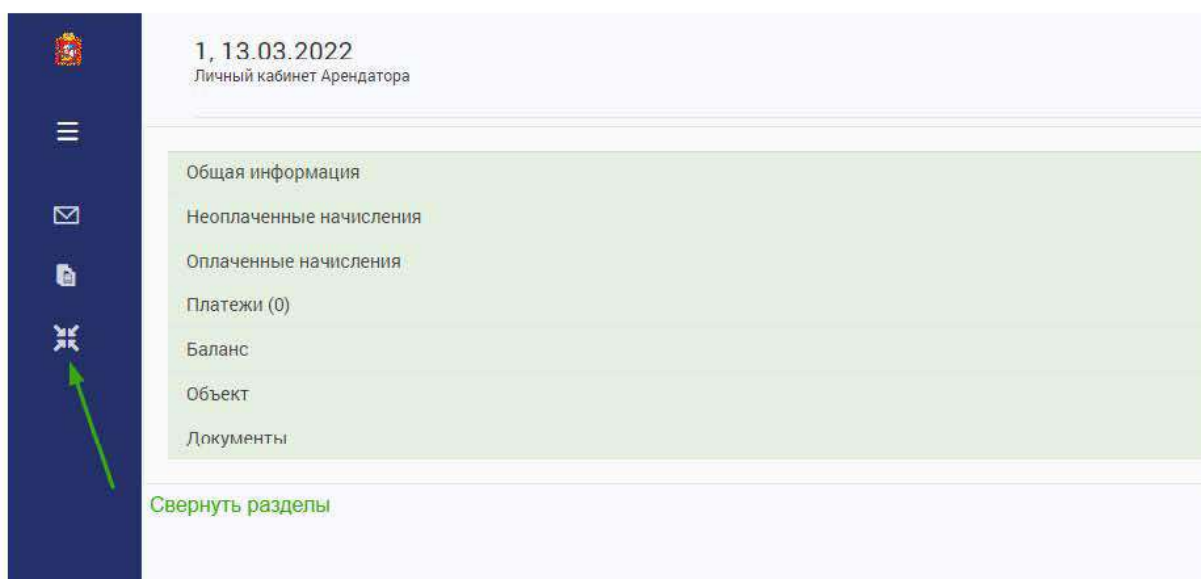 1, 13.03.2022
Личный кабинет Арендатора
Общая информация
Неоплаченные начисления
Оплаченные начисления
Платежи (0)
Баланс
Объект
Документы
Свернуть разделы